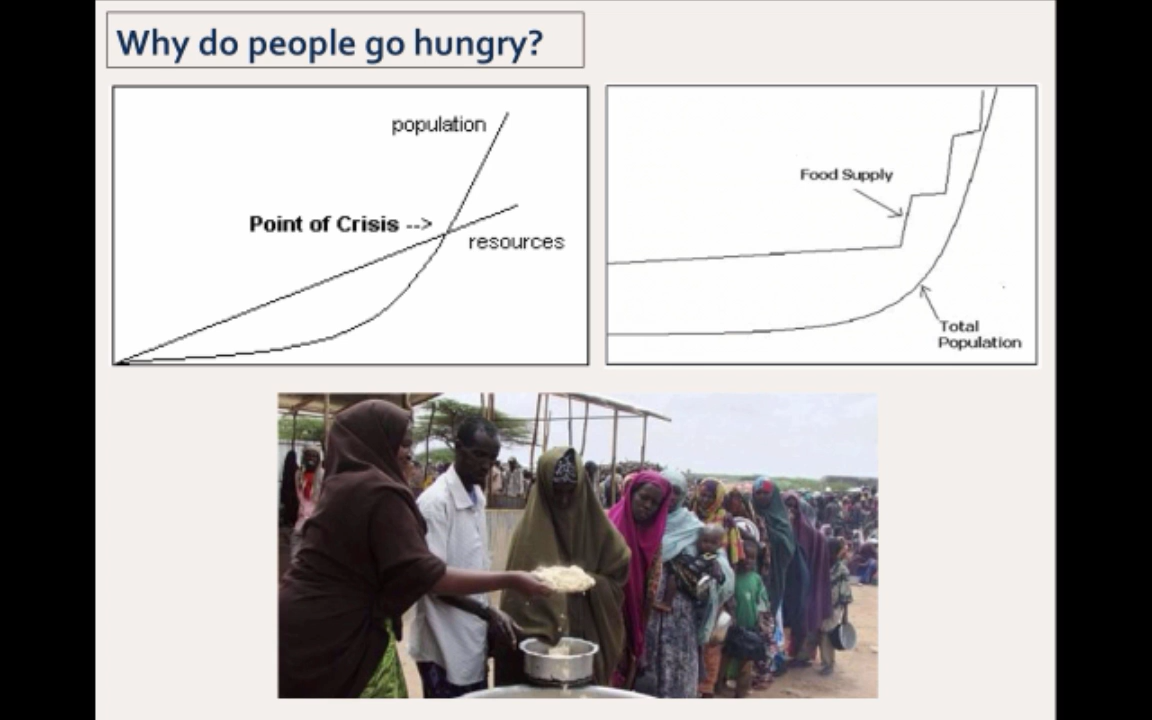 Why do people go hungry?
population
Point of Crisis -->
resources
Food Supply
Total
Population